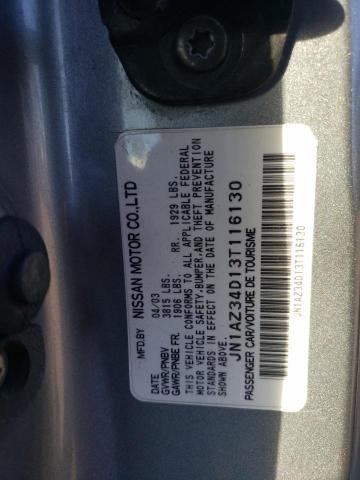 MFD.BY NISSAN MOTOR CO.,LTD
DATE 04/03
GVWR/PNBV 3815 LBS.
GAWR/PNBE FR. 1906 LBS. RR. 1929 LBS.
THIS VEHICLE CONFORMS TO ALL APPLICABLE FEDERAL
MOTOR VEHICLE SAFETY, BUMPER, AND THEFT PREVENTION
STANDARDS IN EFFECT ON THE DATE OF MANUFACTURE
SHOWN ABOVE.
JN1AZ34D13T116130
PASSENGER CAR/VOITURE DE TOURISME
JN1AZ34D13T116130